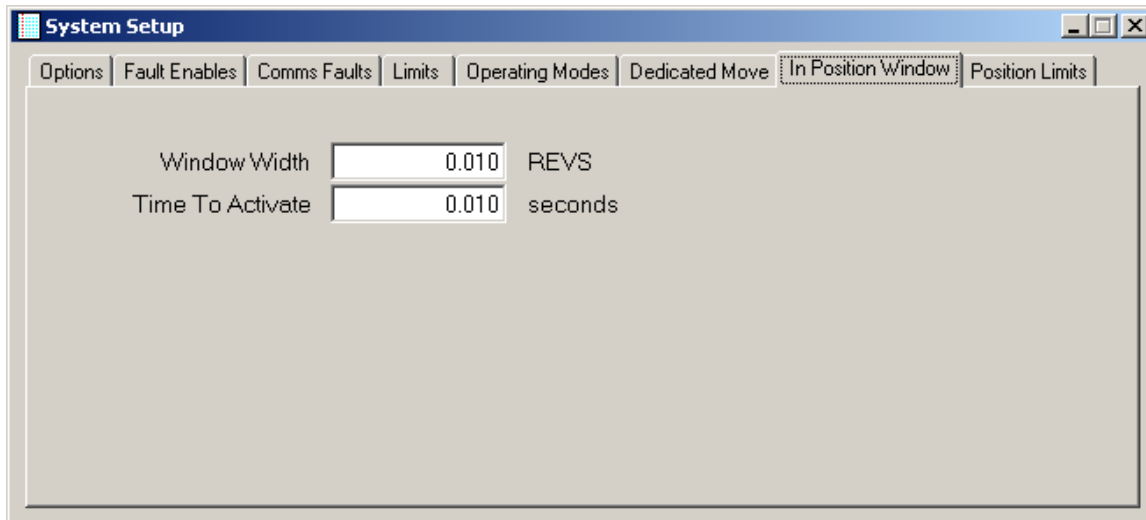 System Setup
Options Fault Enables Comms Faults Limits Operating Modes Dedicated Move In Position Window Position Limits
Window Width 0.010 REVS
Time To Activate 0.010 seconds